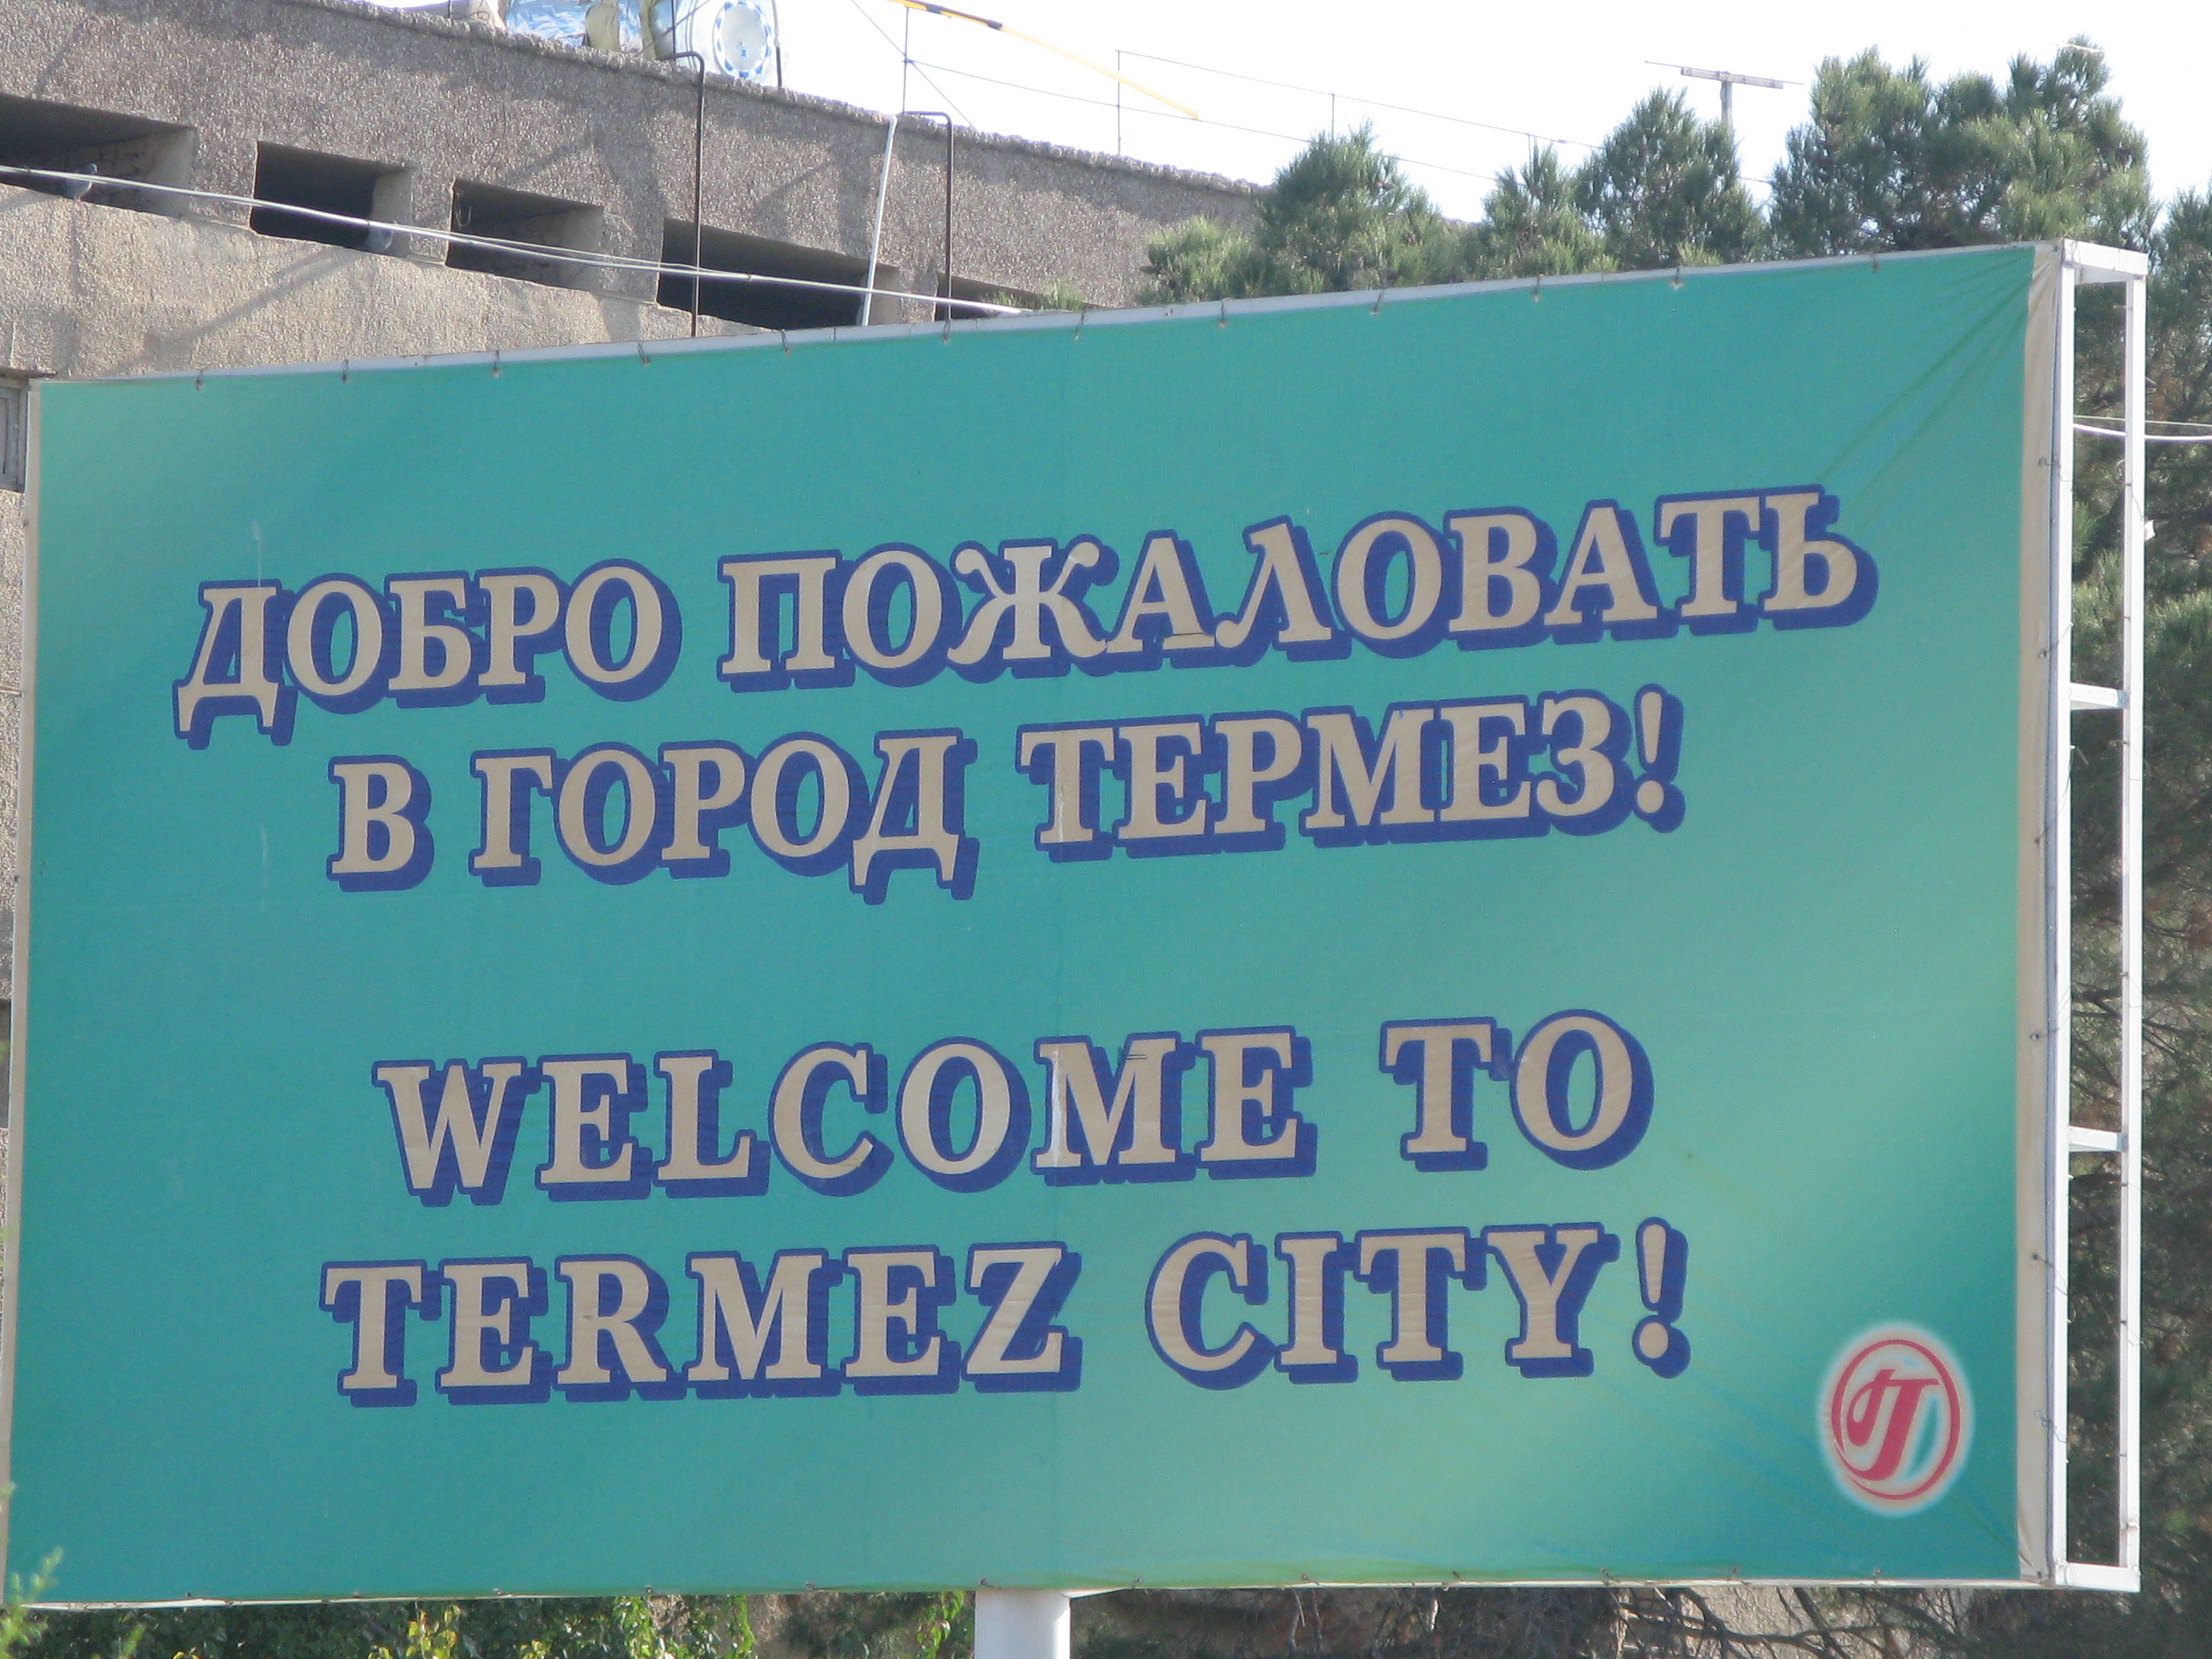 ДОБРО ПОЖАЛОВАТЬ
В ГОРОД ТЕРМЕЗ!
WELCOME TO
TERMEZ CITY!